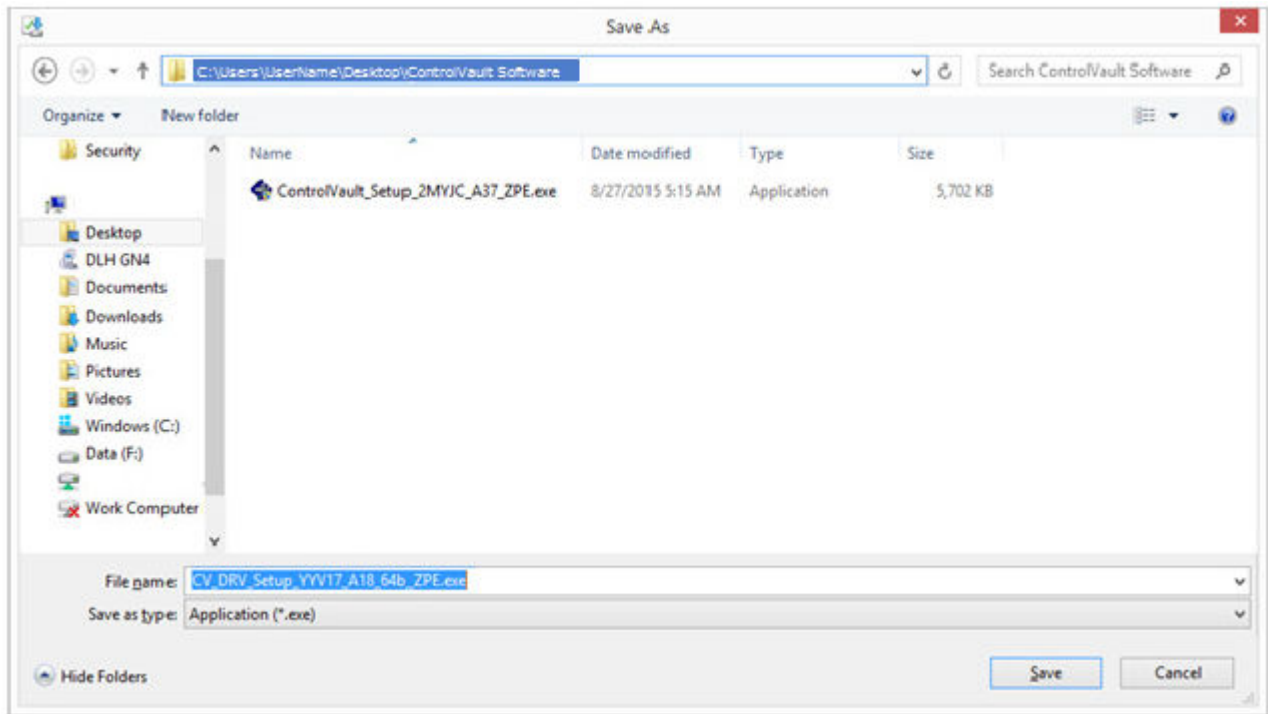 Save As
C:\Users\UserName\Desktop\ControlVault Software
Search ControlVault Software
Organize
New folder
Name
Date modified
Type
Size
ControlVault_Setup_2MYJC_A37_ZPE.exe
8/27/2015 5:15 AM
Application
5,702 KB
Security
Desktop
DLH GN4
Documents
Downloads
Music
Pictures
Videos
Windows (C:)
Data (F:)
Work Computer
File name:
CV_DRV_Setup_YYV17_A18_64b_ZPE.exe
Save as type:
Application (*.exe)
Hide Folders
Save
Cancel